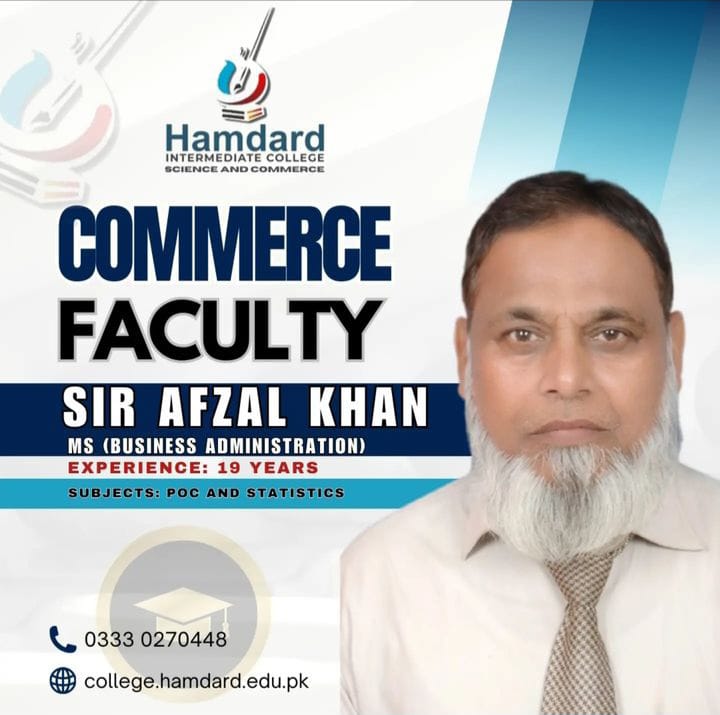 Hamdard
INTERMEDIATE COLLEGE
SCIENCE AND COMMERCE
COMMERCE
FACULTY
SIR AFZAL KHAN
MS (BUSINESS ADMINISTRATION)
EXPERIENCE: 19 YEARS
SUBJECTS: POC AND STATISTICS
0333 0270448
college.hamdard.edu.pk